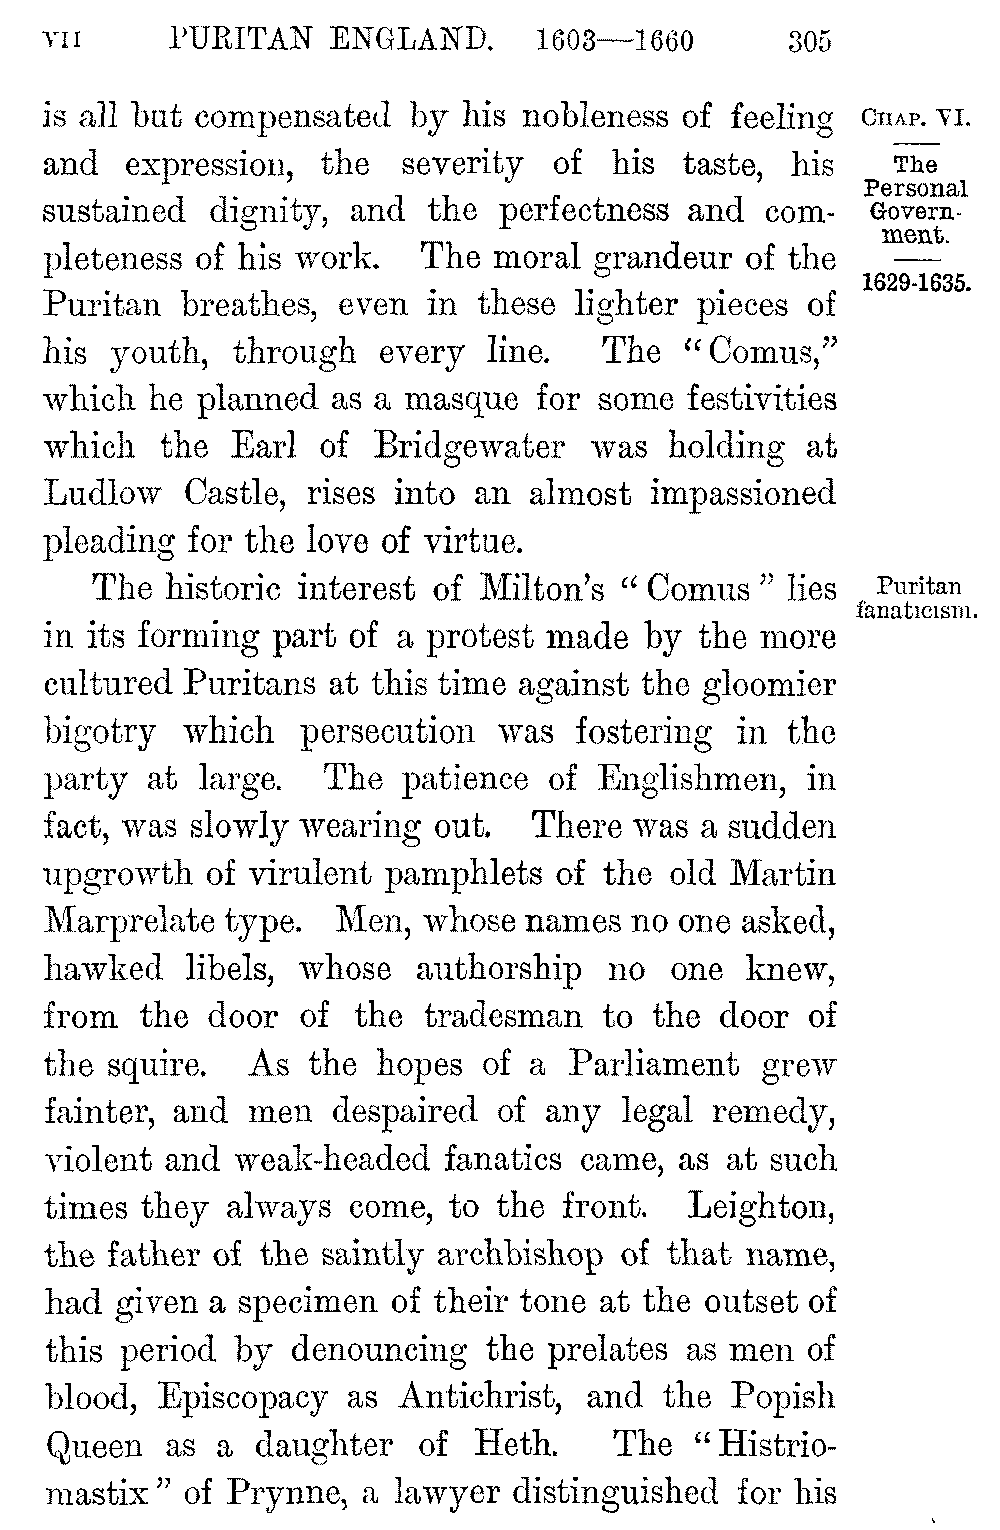 VII PURITAN ENGLAND. 1603—1660 305
is all but compensated by his nobleness of feeling
and expression, the severity of his taste, his
sustained dignity, and the perfectness and com-
pleteness of his work. The moral grandeur of the
Puritan breathes, even in these lighter pieces of
his youth, through every line. The “Comus,”
which he planned as a masque for some festivities
which the Earl of Bridgewater was holding at
Ludlow Castle, rises into an almost impassioned
pleading for the love of virtue.
The historic interest of Milton’s “Comus” lies
in its forming part of a protest made by the more
cultured Puritans at this time against the gloomier
bigotry which persecution was fostering in the
party at large. The patience of Englishmen, in
fact, was slowly wearing out. There was a sudden
upgrowth of virulent pamphlets of the old Martin
Marprelate type. Men, whose names no one asked,
hawked libels, whose authorship no one knew,
from the door of the tradesman to the door of
the squire. As the hopes of a Parliament grew
fainter, and men despaired of any legal remedy,
violent and weak-headed fanatics came, as at such
times they always come, to the front. Leighton,
the father of the saintly archbishop of that name,
had given a specimen of their tone at the outset of
this period by denouncing the prelates as men of
blood, Episcopacy as Antichrist, and the Popish
Queen as a daughter of Heth. The “Histrio-
mastix” of Prynne, a lawyer distinguished for his
CHAP. VI.
The
Personal
Govern-
ment.
1629-1635.
Puritan
fanaticism.